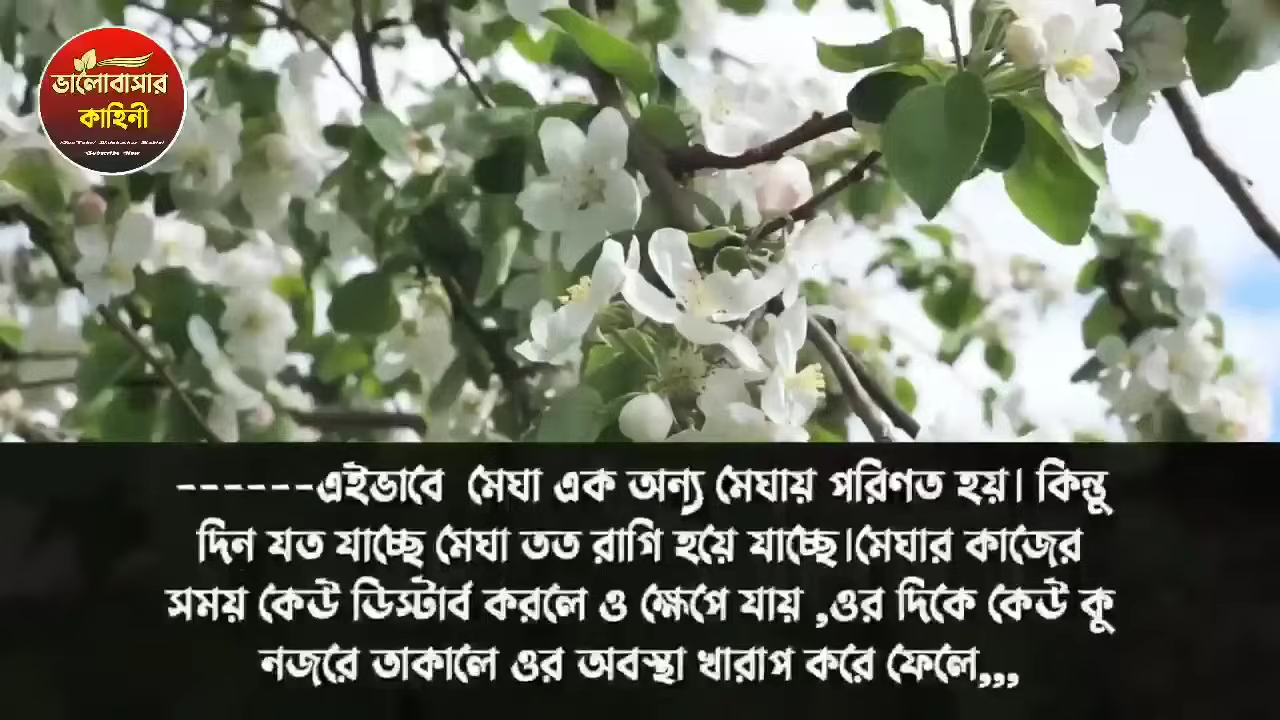 ভালোবাসার
কাহিনী
------এইভাবে মেঘা এক অন্য মেঘায় পরিণত হয়। কিন্তু
দিন যত যাচ্ছে মেঘা তত রাগি হয়ে যাচ্ছে।মেঘার কাজের
সময় কেউ ডিস্টার্ব করলে ও ক্ষেপে যায় ,ওর দিকে কেউ কু
নজরে তাকালে ওর অবস্থা খারাপ করে ফেলে,,,